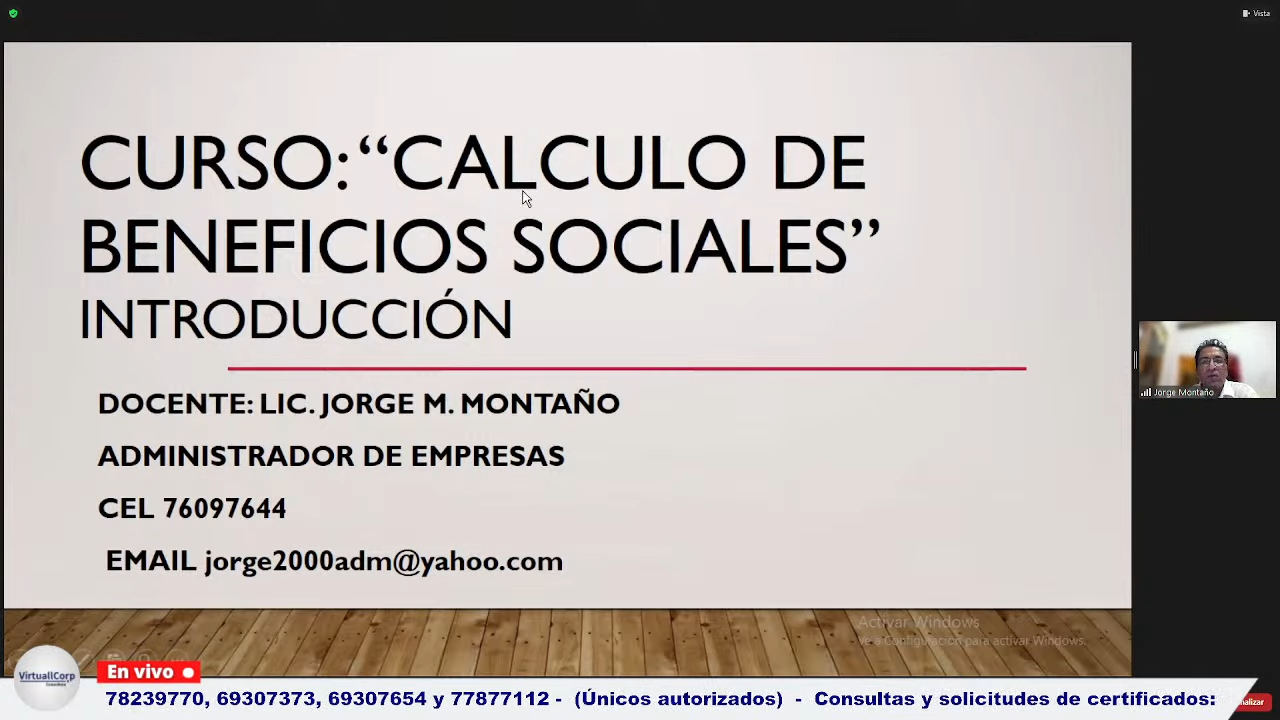 Vista
CURSO: “CALCULO DE
BENEFICIOS SOCIALES”
INTRODUCCIÓN
DOCENTE: LIC. JORGE M. MONTAÑO
ADMINISTRADOR DE EMPRESAS
CEL 76097644
EMAIL jorge2000adm@yahoo.com
Jorge Montaño
Activar Windows
Ve a Configuración para activar Windows.
VirtuallCorp
En vivo
78239770, 69307373, 69307654 y 77877112 - (Únicos autorizados) - Consultas y solicitudes de certificados: